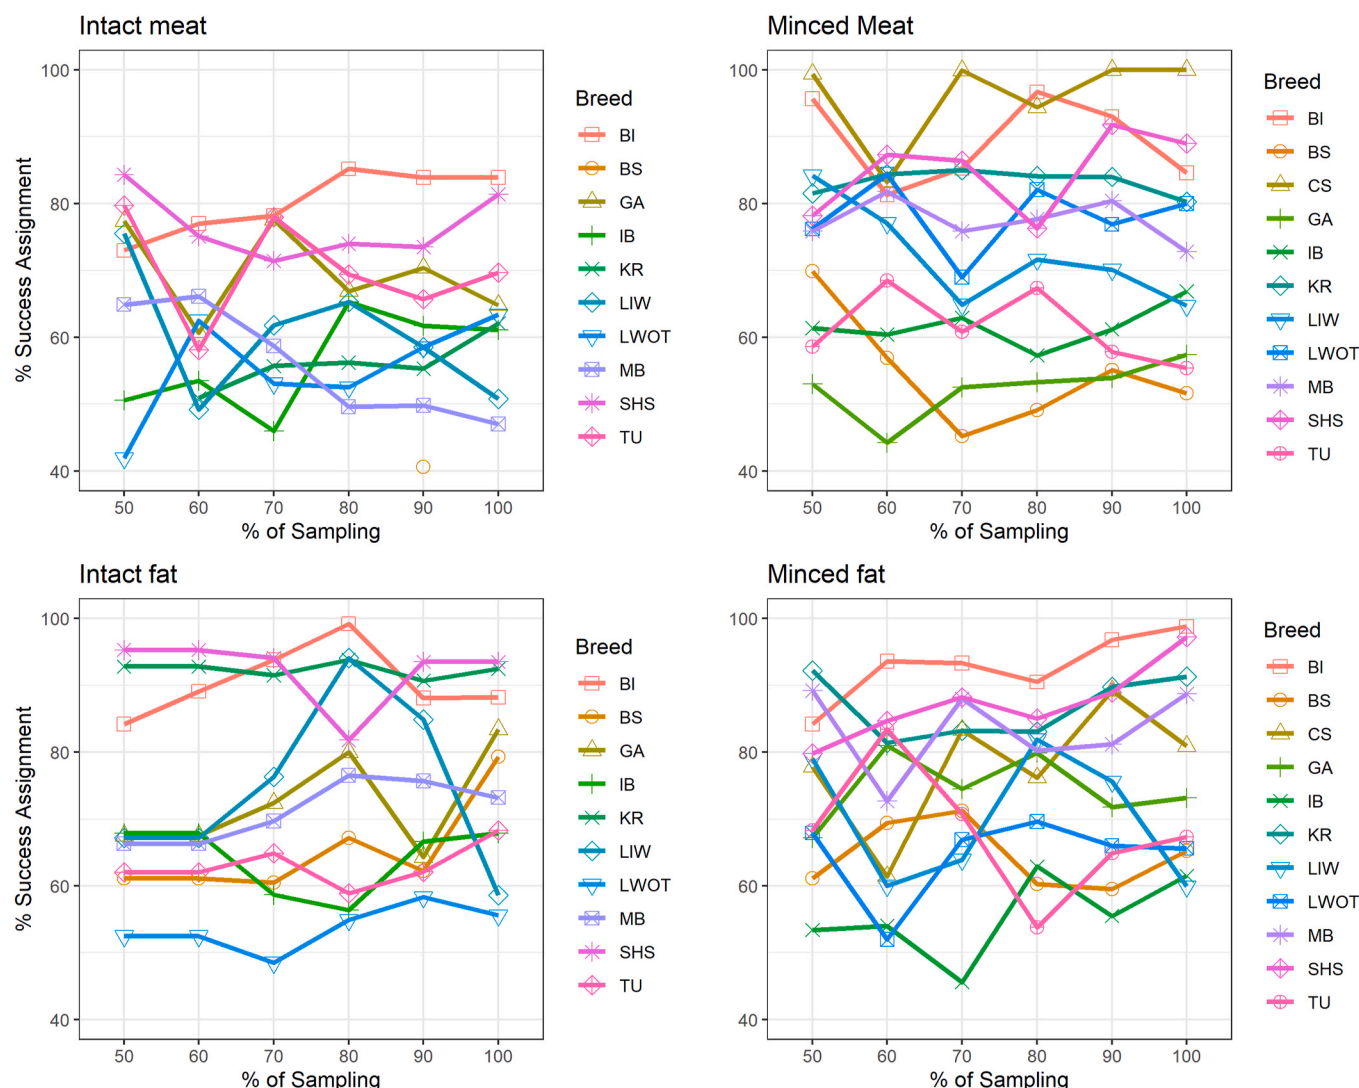 Intact meat
100
80
60
40
% Success Assignment
50 60 70 80 90 100
% of Sampling
Breed
BI
BS
GA
IB
KR
LIW
LWOT
MB
SHS
TU
Minced Meat
100
80
60
40
50 60 70 80 90 100
% of Sampling
Breed
BI
BS
CS
GA
IB
KR
LIW
LWOT
MB
SHS
TU
Intact fat
100
80
60
40
% Success Assignment
50 60 70 80 90 100
% of Sampling
Breed
BI
BS
GA
IB
KR
LIW
LWOT
MB
SHS
TU
Minced fat
100
80
60
40
50 60 70 80 90 100
% of Sampling
Breed
BI
BS
CS
GA
IB
KR
LIW
LWOT
MB
SHS
TU